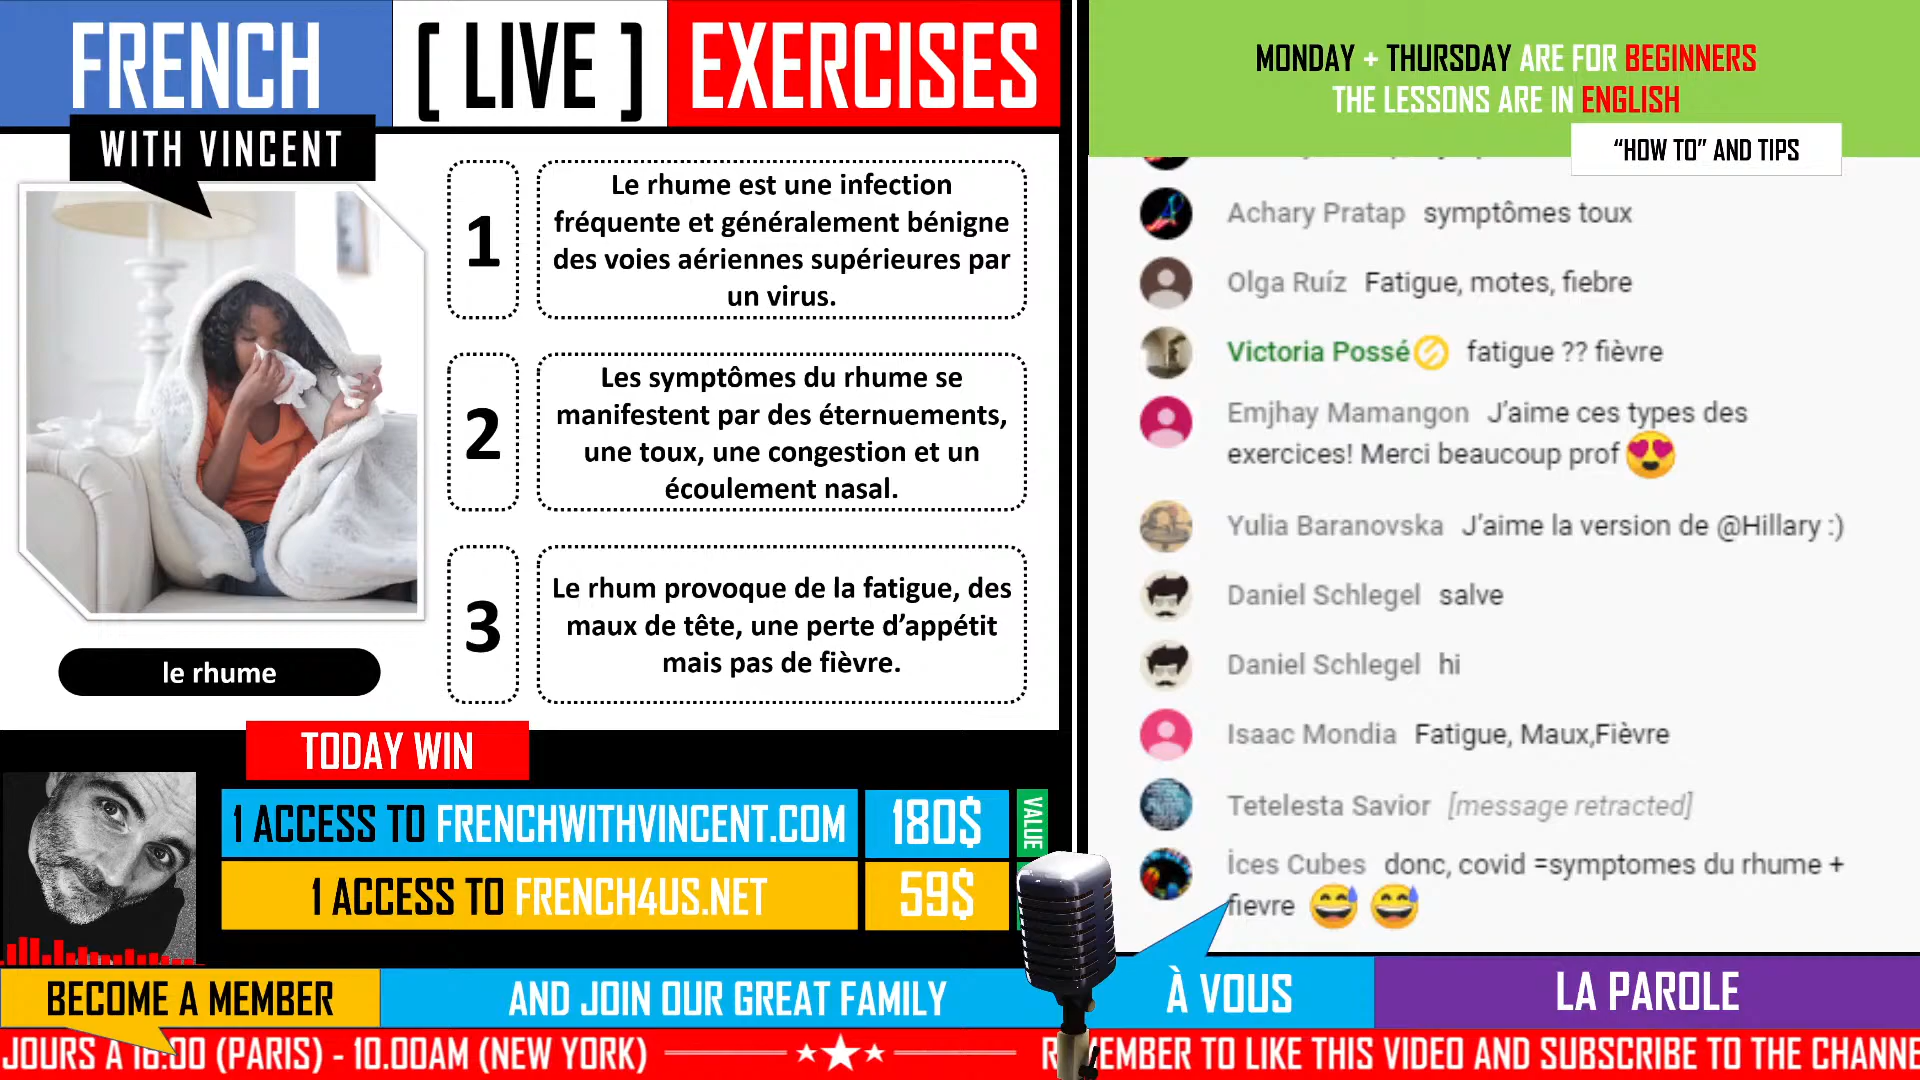 FRENCH
[ LIVE ]
EXERCISES
WITH VINCENT
1
Le rhume est une infection
fréquente et généralement bénigne
des voies aériennes supérieures par
un virus.
2
Les symptômes du rhume se
manifestent par des éternuements,
une toux, une congestion et un
écoulement nasal.
3
Le rhum provoque de la fatigue, des
maux de tête, une perte d’appétit
mais pas de fièvre.
le rhume
TODAY WIN
1 ACCESS TO FRENCHWITHVINCENT.COM
180$
VALUE
1 ACCESS TO FRENCH4US.NET
59$
MONDAY + THURSDAY ARE FOR BEGINNERS
THE LESSONS ARE IN ENGLISH
“HOW TO” AND TIPS
Achary Pratap symptômes toux
Olga Ruíz Fatigue, motes, fiebre
Victoria Possé fatigue ?? fièvre
Emjhay Mamangon J’aime ces types des
exercices! Merci beaucoup prof 😍
Yulia Baranovska J’aime la version de @Hillary :)
Daniel Schlegel salve
Daniel Schlegel hi
Isaac Mondia Fatigue, Maux,Fièvre
Tetelesta Savior [message retracted]
İces Cubes donc, covid =symptomes du rhume +
fievre 😅 😅
BECOME A MEMBER
AND JOIN OUR GREAT FAMILY
À VOUS
LA PAROLE
JOURS À 16:00 (PARIS) - 10.00AM (NEW YORK)
TO LIKE THIS VIDEO AND SUBSCRIBE TO THE CHANNE